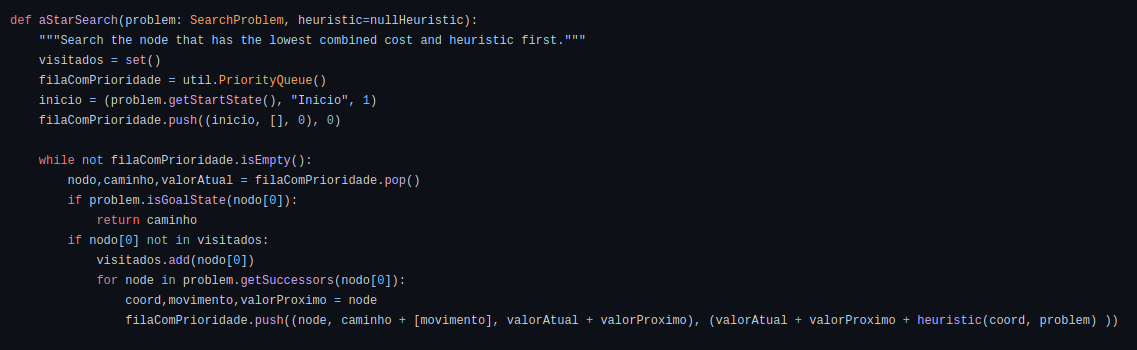 def aStarSearch(problem: SearchProblem, heuristic=nullHeuristic):
    """Search the node that has the lowest combined cost and heuristic first."""
    visitados = set()
    filaComPrioridade = util.PriorityQueue()
    inicio = (problem.getStartState(), "Inicio", 1)
    filaComPrioridade.push((inicio, [], 0), 0)

    while not filaComPrioridade.isEmpty():
        nodo,caminho,valorAtual = filaComPrioridade.pop()
        if problem.isGoalState(nodo[0]):
            return caminho
        if nodo[0] not in visitados:
            visitados.add(nodo[0])
            for node in problem.getSuccessors(nodo[0]):
                coord,movimento,valorProximo = node
                filaComPrioridade.push((node, caminho + [movimento], valorAtual + valorProximo), (valorAtual + valorProximo + heuristic(coord, problem) ))